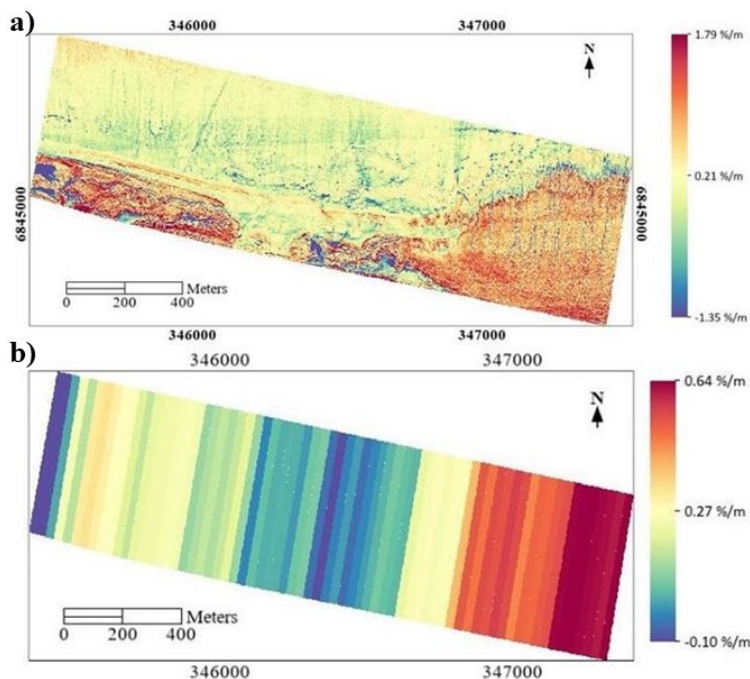 a)
346000 347000
N
1.79 %/m
0.21 %/m
-1.35 %/m
6845000
6845000
Meters
0 200 400
346000 347000
b)
346000 347000
N
0.64 %/m
0.27 %/m
-0.10 %/m
Meters
0 200 400
346000 347000